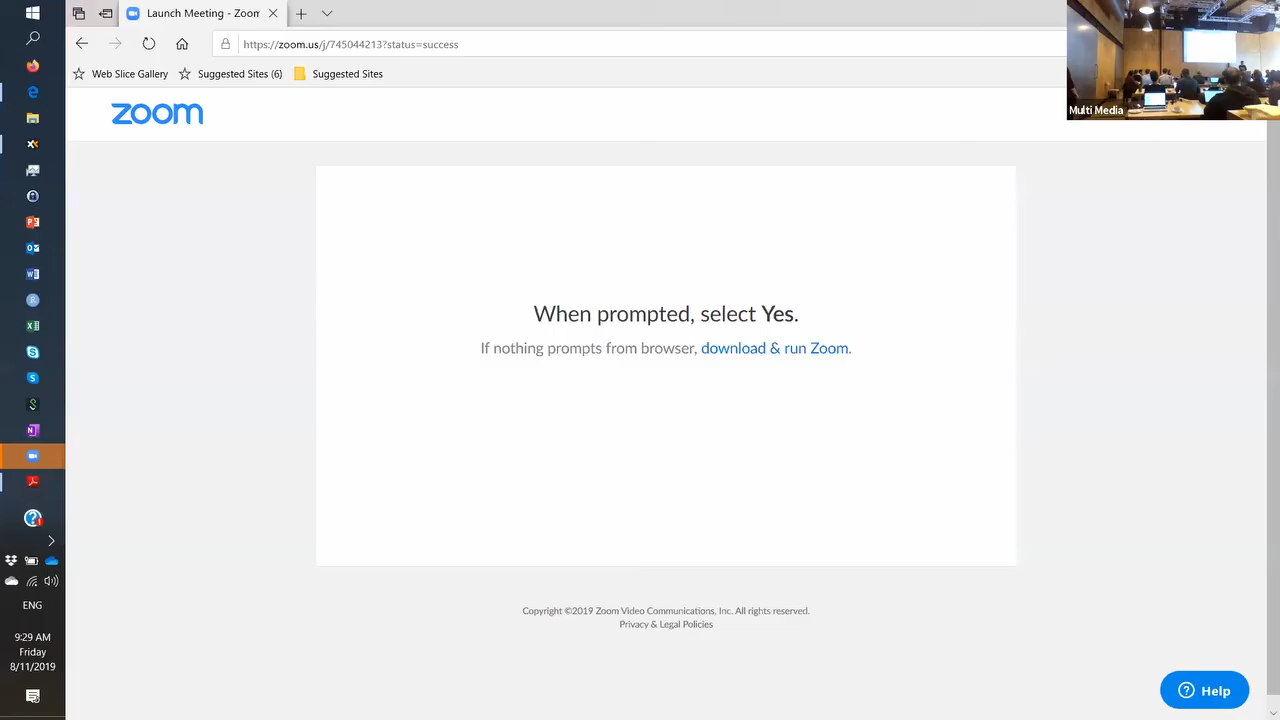 Launch Meeting - Zoom
https://zoom.us/j/745044213?status=success
Web Slice Gallery
Suggested Sites (6)
Suggested Sites
zoom
Multi Media
When prompted, select Yes.
If nothing prompts from browser, download & run Zoom.
Copyright ©2019 Zoom Video Communications, Inc. All rights reserved.
Privacy & Legal Policies
Help
ENG
9:29 AM
Friday
8/11/2019